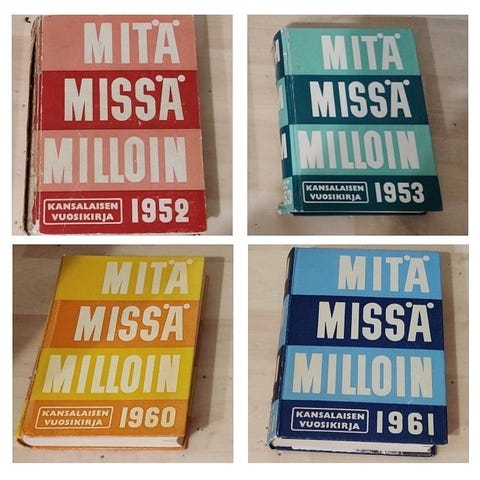 MITÄ
MISSÄ
MILLOIN
KANSALAISEN
VUOSIKIRJA 1952
MITÄ
MISSÄ
MILLOIN
KANSALAISEN
VUOSIKIRJA 1953
MITÄ
MISSÄ
MILLOIN
KANSALAISEN
VUOSIKIRJA 1960
MITÄ
MISSÄ
MILLOIN
KANSALAISEN
VUOSIKIRJA 1961